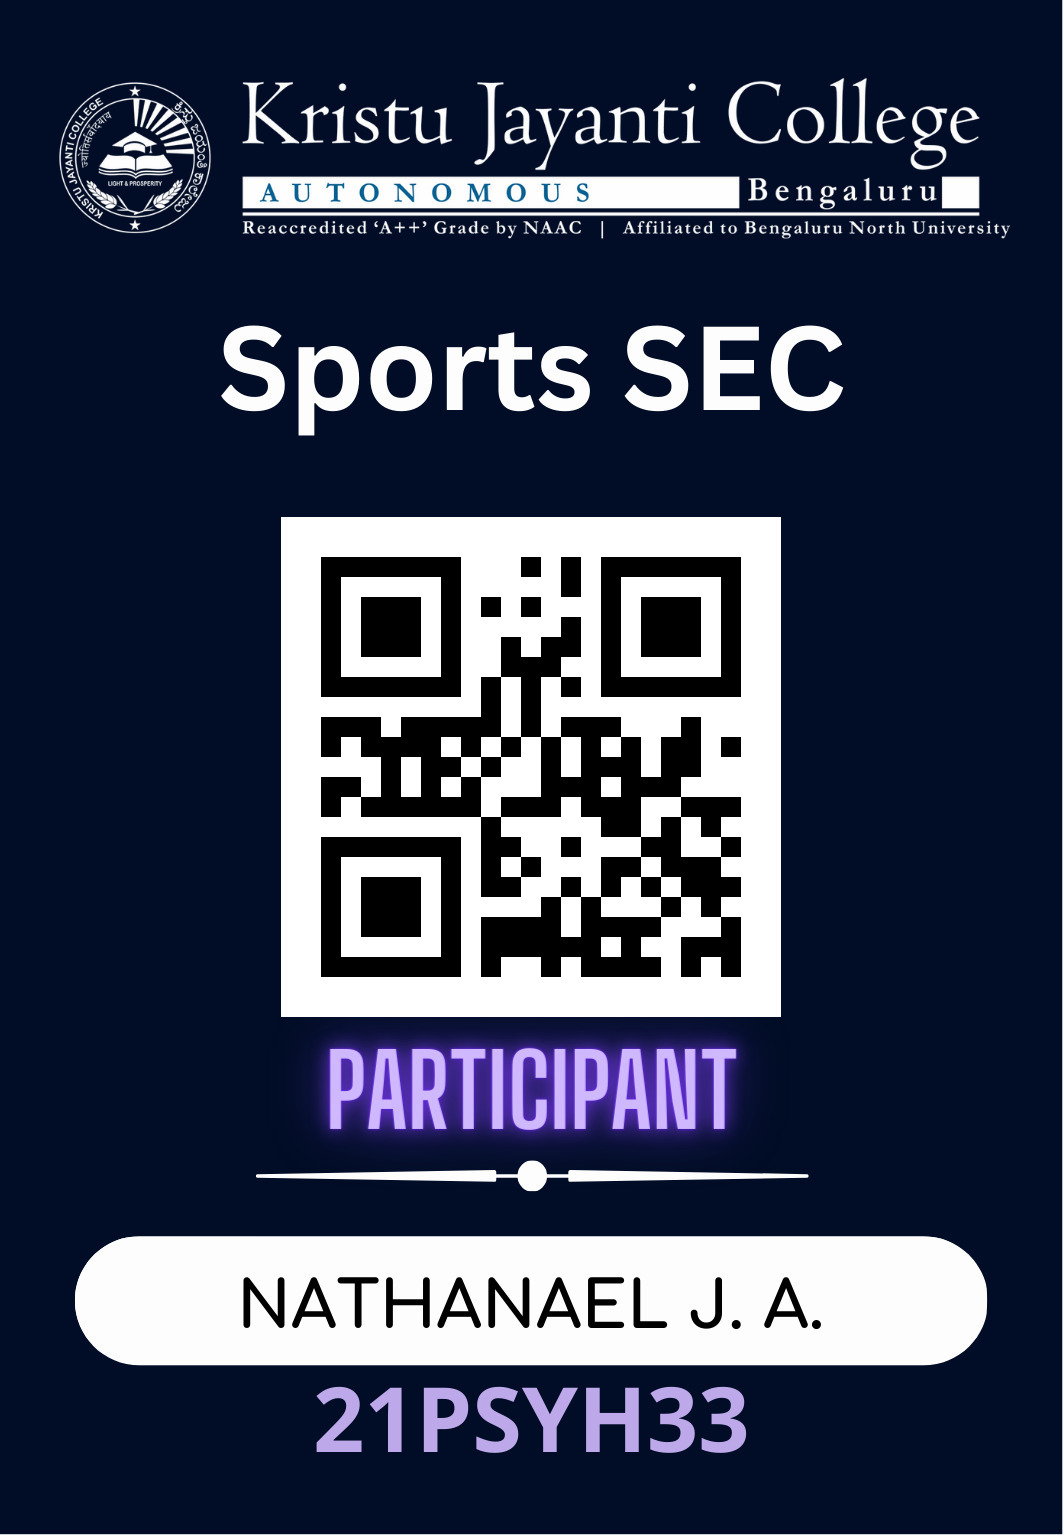 KRISTU JAYANTI COLLEGE
ಕ್ರಿಸ್ತು ಜಯಂತಿ ಕಾಲೇಜು
LIGHT & PROSPERITY
Kristu Jayanti College
AUTONOMOUS Bengaluru
Reaccredited ‘A++’ Grade by NAAC | Affiliated to Bengaluru North University
Sports SEC
PARTICIPANT
NATHANAEL J. A.
21PSYH33